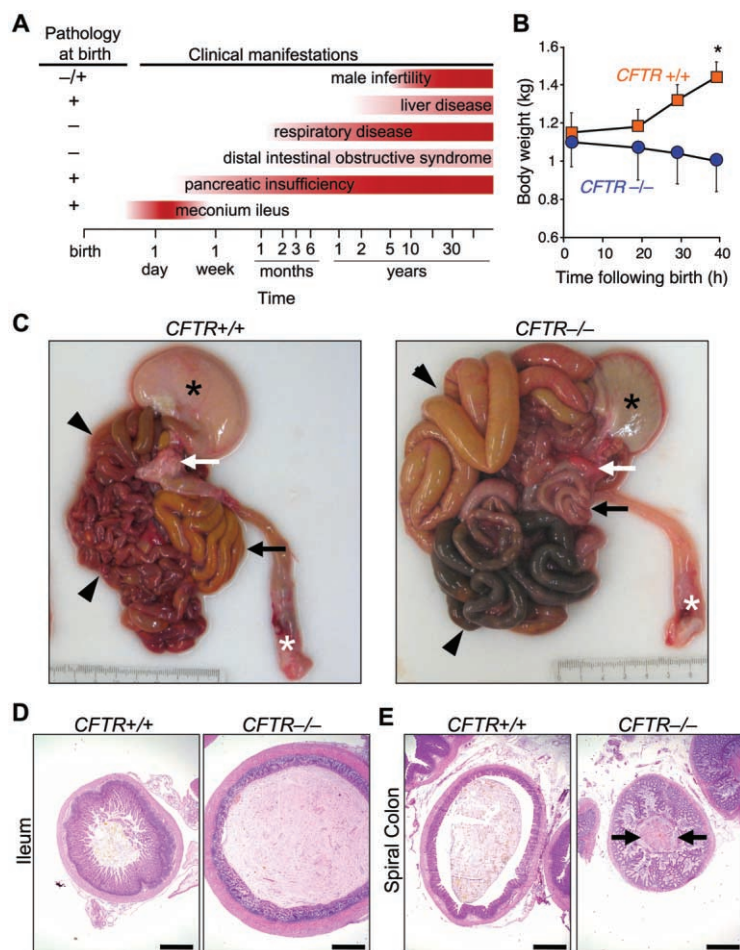 A
Pathology
at birth
Clinical manifestations
–/+
male infertility
+
liver disease
–
respiratory disease
–
distal intestinal obstructive syndrome
+
pancreatic insufficiency
+
meconium ileus
birth
1
day
1
week
1 2 3 6
months
1 2 5 10 30
years
Time
B
Body weight (kg)
1.6
1.4
1.2
1
0.8
0.6
0 10 20 30 40
Time following birth (h)
CFTR +/+
CFTR –/–
*
C
CFTR+/+
CFTR–/–
*
*
*
*
D
CFTR+/+
CFTR–/–
Ileum
E
CFTR+/+
CFTR–/–
Spiral Colon